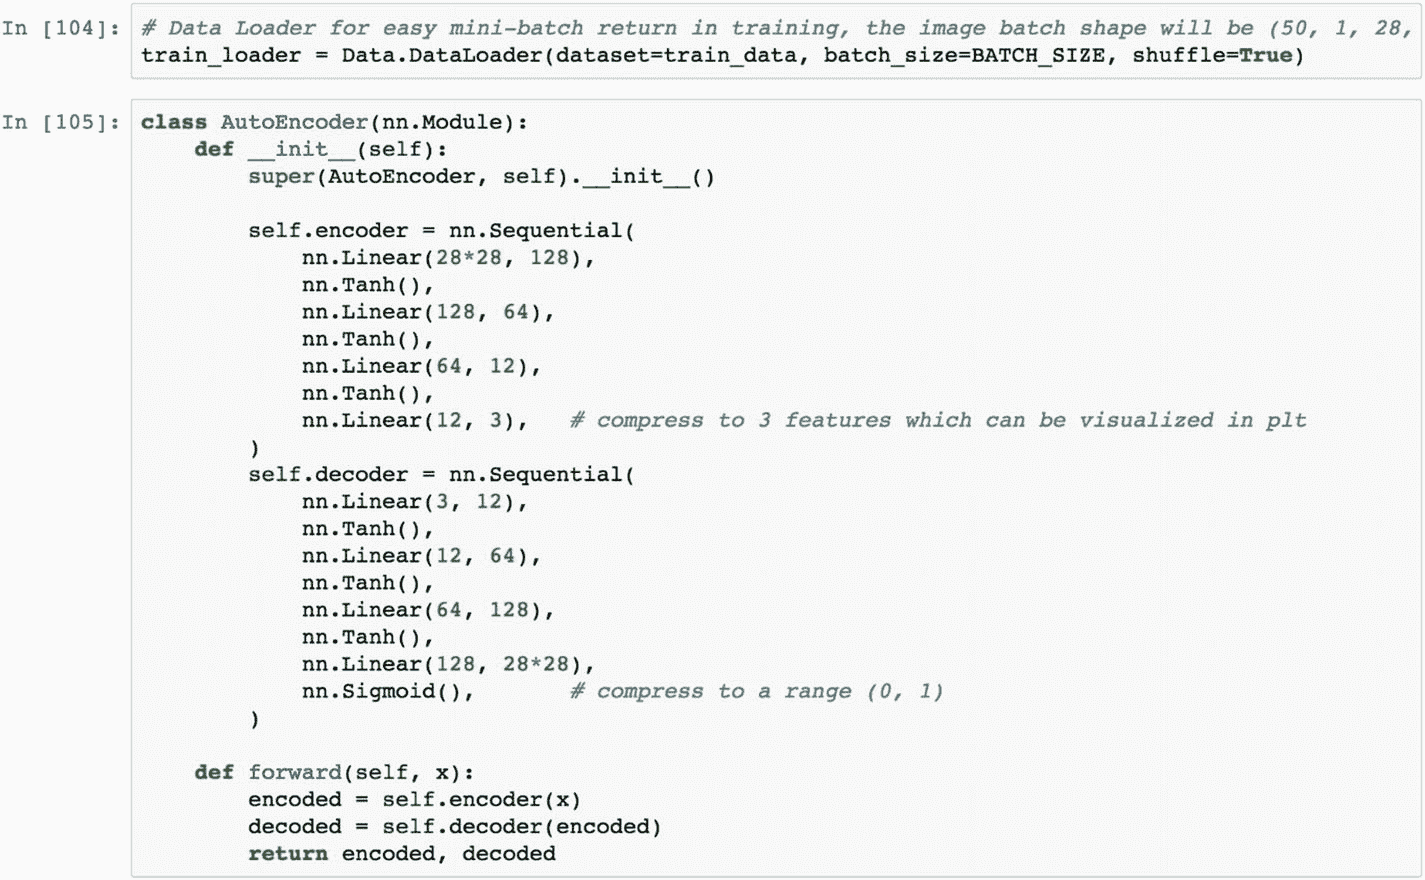 In [104]: # Data Loader for easy mini-batch return in training, the image batch shape will be (50, 1, 28,
train_loader = Data.DataLoader(dataset=train_data, batch_size=BATCH_SIZE, shuffle=True)
In [105]: class AutoEncoder(nn.Module):
    def __init__(self):
        super(AutoEncoder, self).__init__()

        self.encoder = nn.Sequential(
            nn.Linear(28*28, 128),
            nn.Tanh(),
            nn.Linear(128, 64),
            nn.Tanh(),
            nn.Linear(64, 12),
            nn.Tanh(),
            nn.Linear(12, 3),   # compress to 3 features which can be visualized in plt
        )
        self.decoder = nn.Sequential(
            nn.Linear(3, 12),
            nn.Tanh(),
            nn.Linear(12, 64),
            nn.Tanh(),
            nn.Linear(64, 128),
            nn.Tanh(),
            nn.Linear(128, 28*28),
            nn.Sigmoid(),       # compress to a range (0, 1)
        )

    def forward(self, x):
        encoded = self.encoder(x)
        decoded = self.decoder(encoded)
        return encoded, decoded